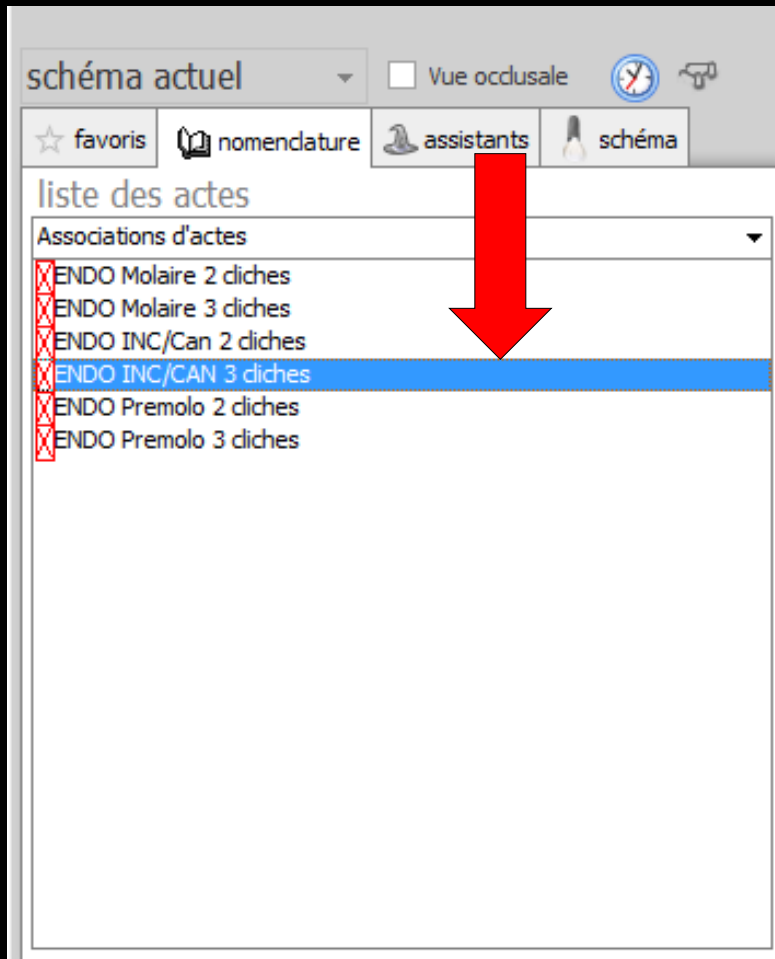 schéma actuel Vue occlusale
favoris nomenclature assistants schéma
liste des actes
Associations d'actes
ENDO Molaire 2 cliches
ENDO Molaire 3 cliches
ENDO INC/Can 2 cliches
ENDO INC/CAN 3 cliches
ENDO Premolo 2 cliches
ENDO Premolo 3 cliches